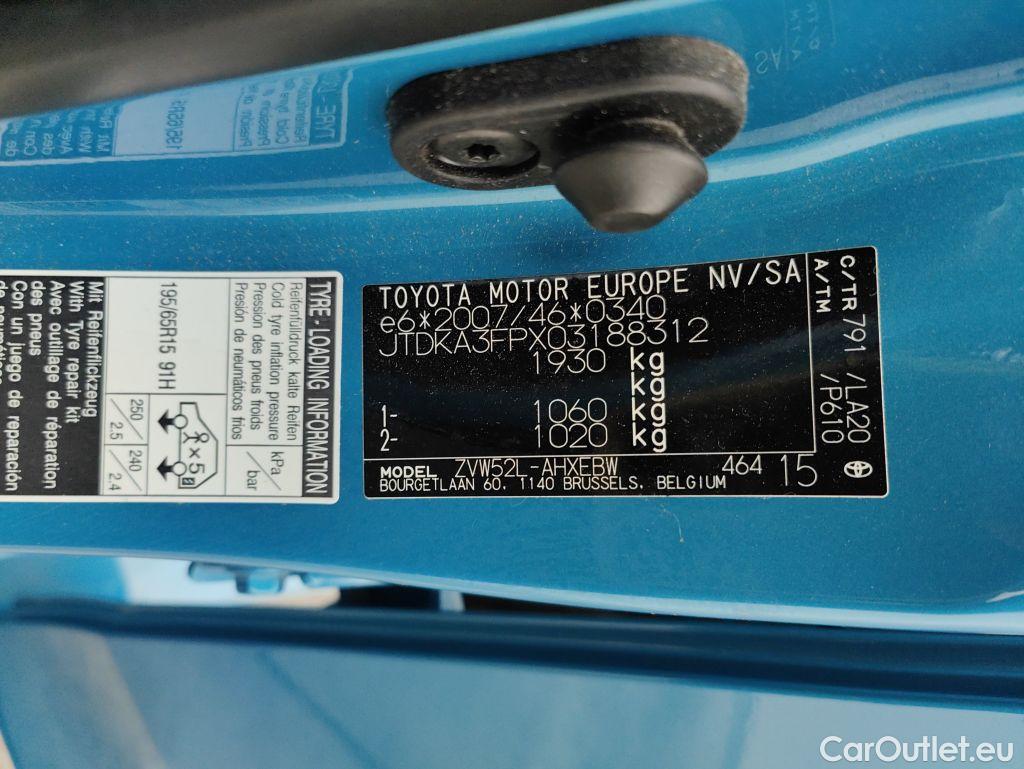 TOYOTA MOTOR EUROPE NV/SA
e6*2007/46*0340
JTDKA3FPX03188312
1930 kg
kg
1- 1060 kg
2- 1020 kg
MODEL ZVW52L-AHXEBW 464 15
BOURGETLAAN 60, 1140 BRUSSELS, BELGIUM
C/TR 791 /LA20
A/TM /P610
TYRE - LOADING INFORMATION
Reifenfülldruck kalte Reifen
Cold tyre inflation pressure
Pression des pneus froids
Presión de neumáticos fríos
kPa/bar
195/65R15 91H
x 5
250/2.5
240/2.4
Mit Reifenflickzeug
With Tyre repair kit
Avec outillage de réparation
des pneus
Con un juego de reparación
de neumáticos
CarOutlet.eu